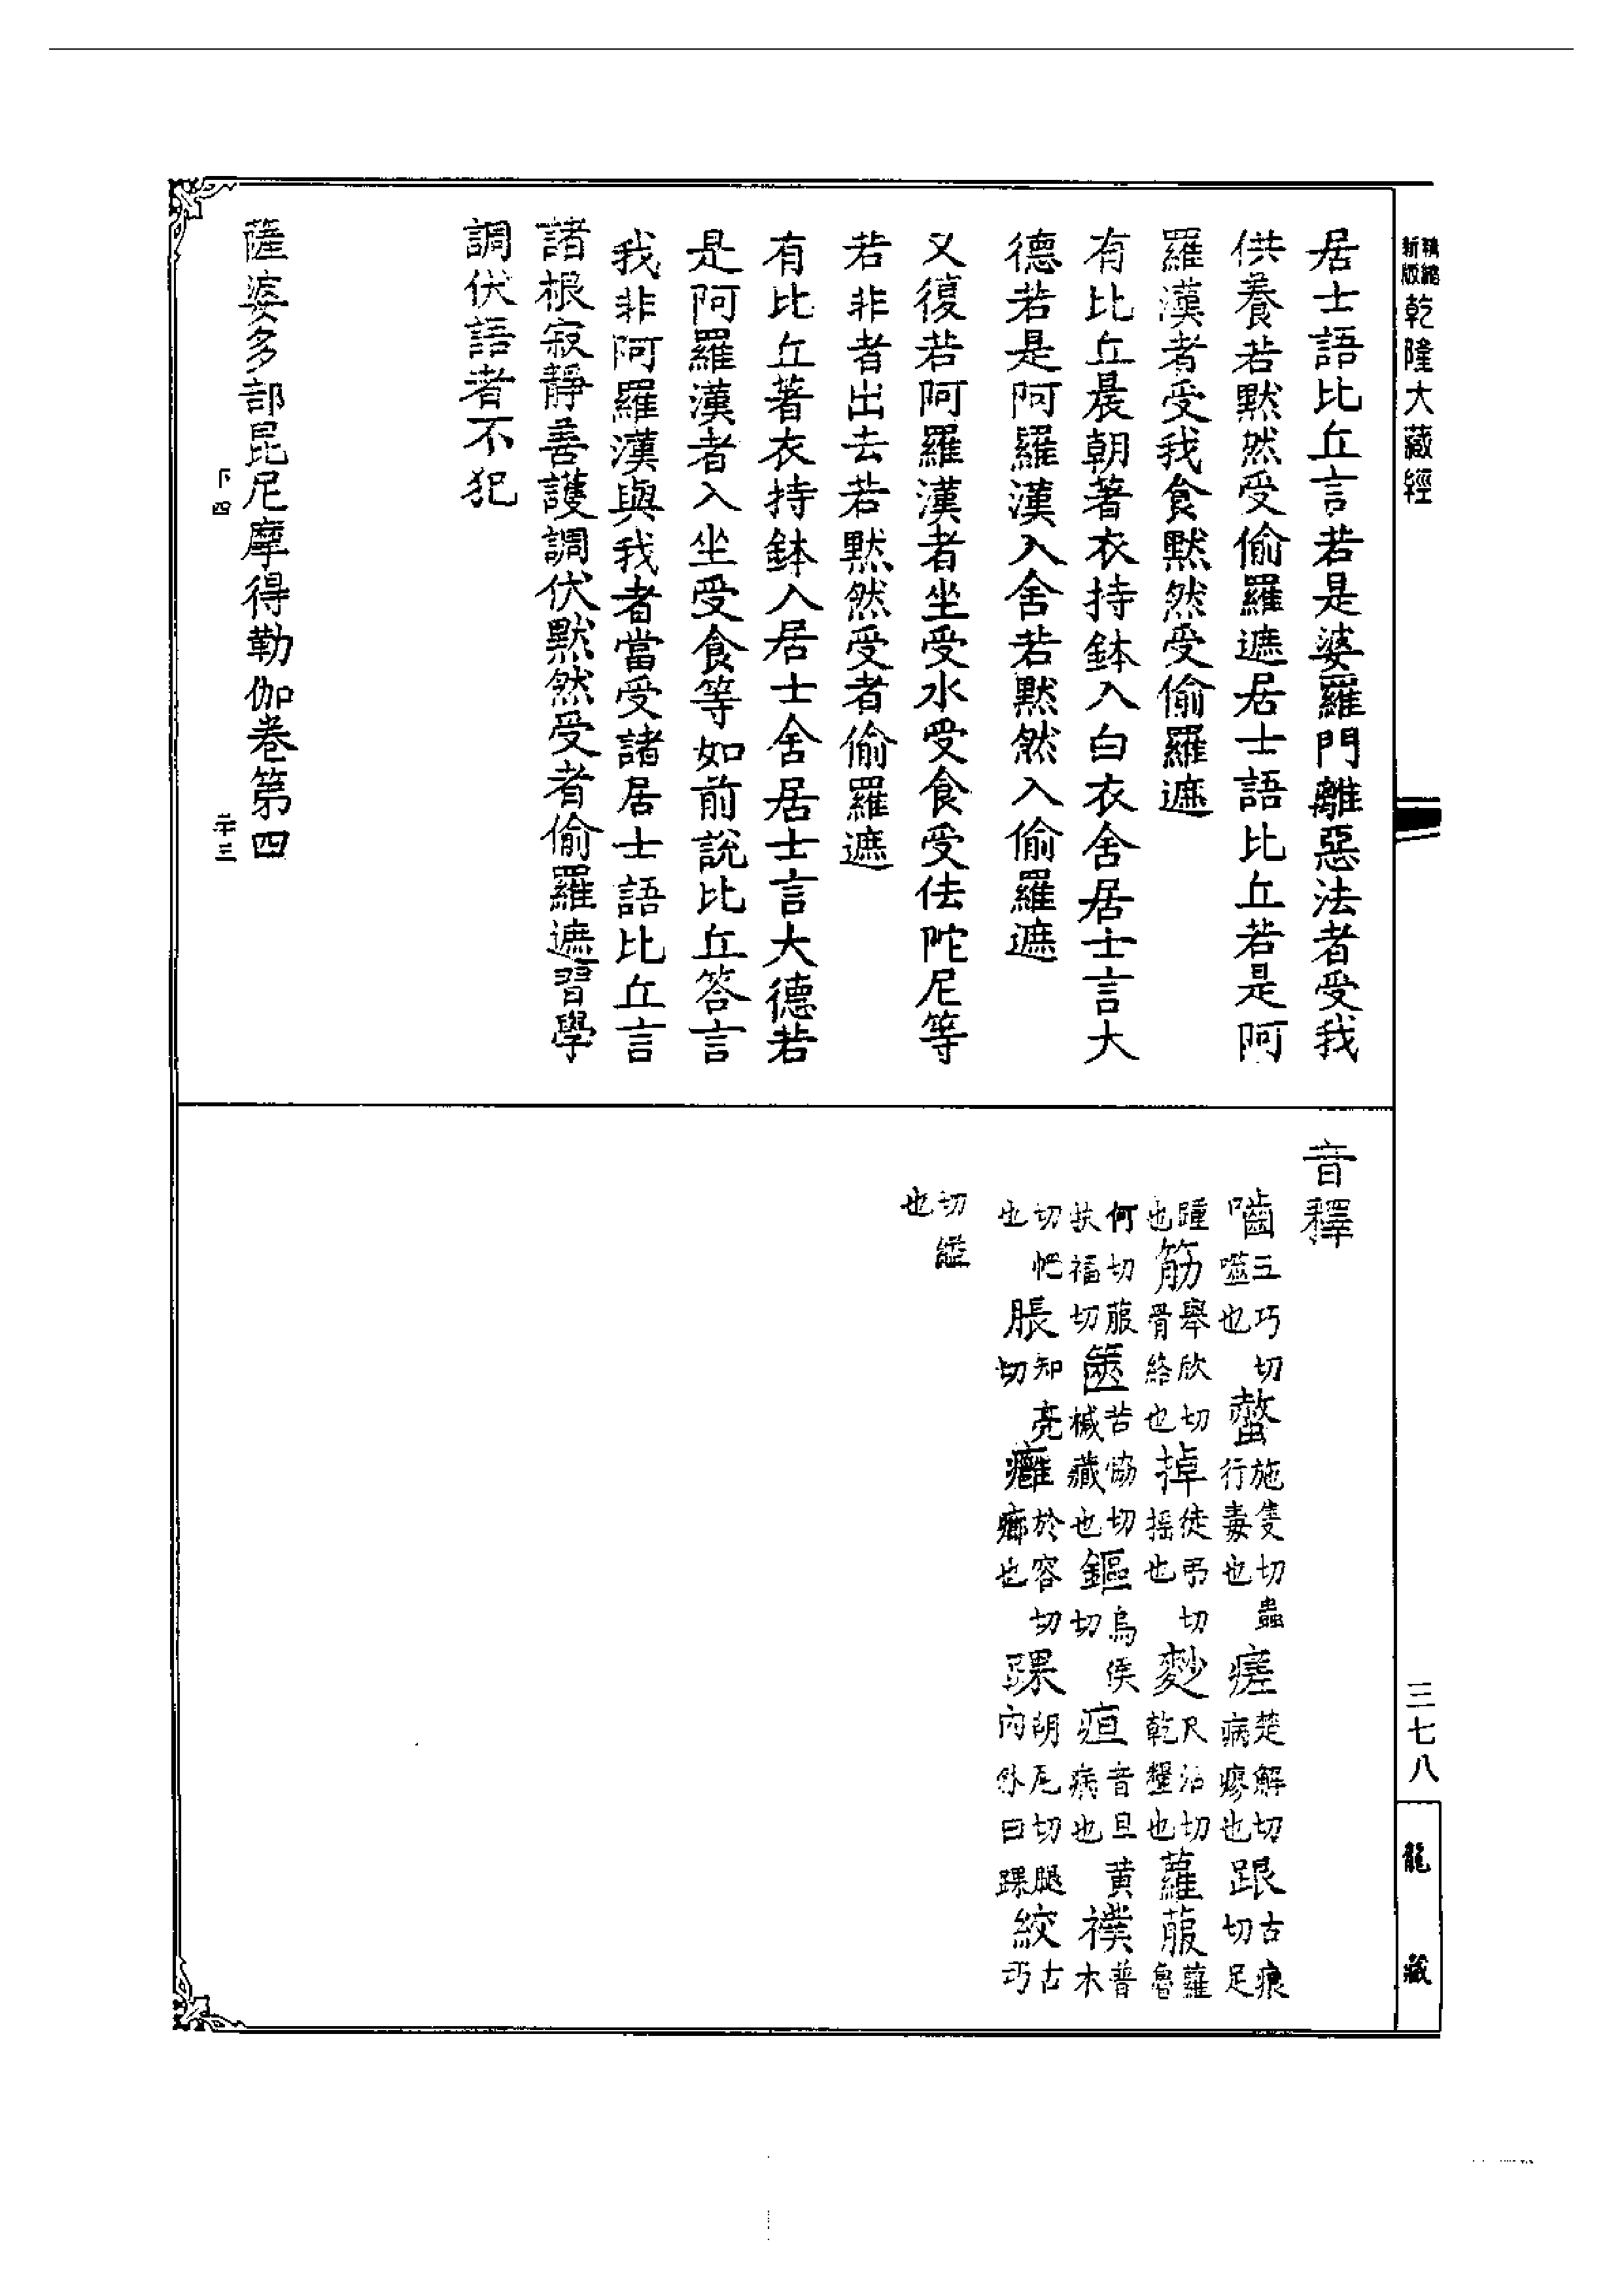 精縮新版乾隆大藏經
居士語比丘言若是婆羅門離惡法者受我
供養若默然受偷羅遮居士語比丘若是阿
羅漢者受我食默然受偷羅遮
有比丘晨朝著衣持鉢入白衣舍居士言大
德若是阿羅漢入舍若默然入偷羅遮
又復若阿羅漢者坐受水受食受佉陀尼等
若非者出去若默然受者偷羅遮
有比丘著衣持鉢入居士舍居士言大德若
是阿羅漢者入坐受食等如前說比丘答言
我非阿羅漢與我者當受諸居士語比丘言
諸根寂靜善護調伏默然受者偷羅遮習學
調伏語者不犯
薩婆多部毘尼摩得勒伽卷第四
下四
示三
音釋
嚙五巧切噬也螫施隻切蟲行毒也瘥楚解切病瘳也跟古痕切足
踵也筋舉欣切骨絡也掉徒弔切搖也麨尺沼切乾糧也蘿菔蘿魯
何切菔扶福切篋苦協切椷藏也鏂烏侯切疸音旦黃病也襆普木
切帊也脹知亮切癰於容切癤也踝胡瓦切腿內外曰踝絞古巧
切縊也
三七八
龍藏